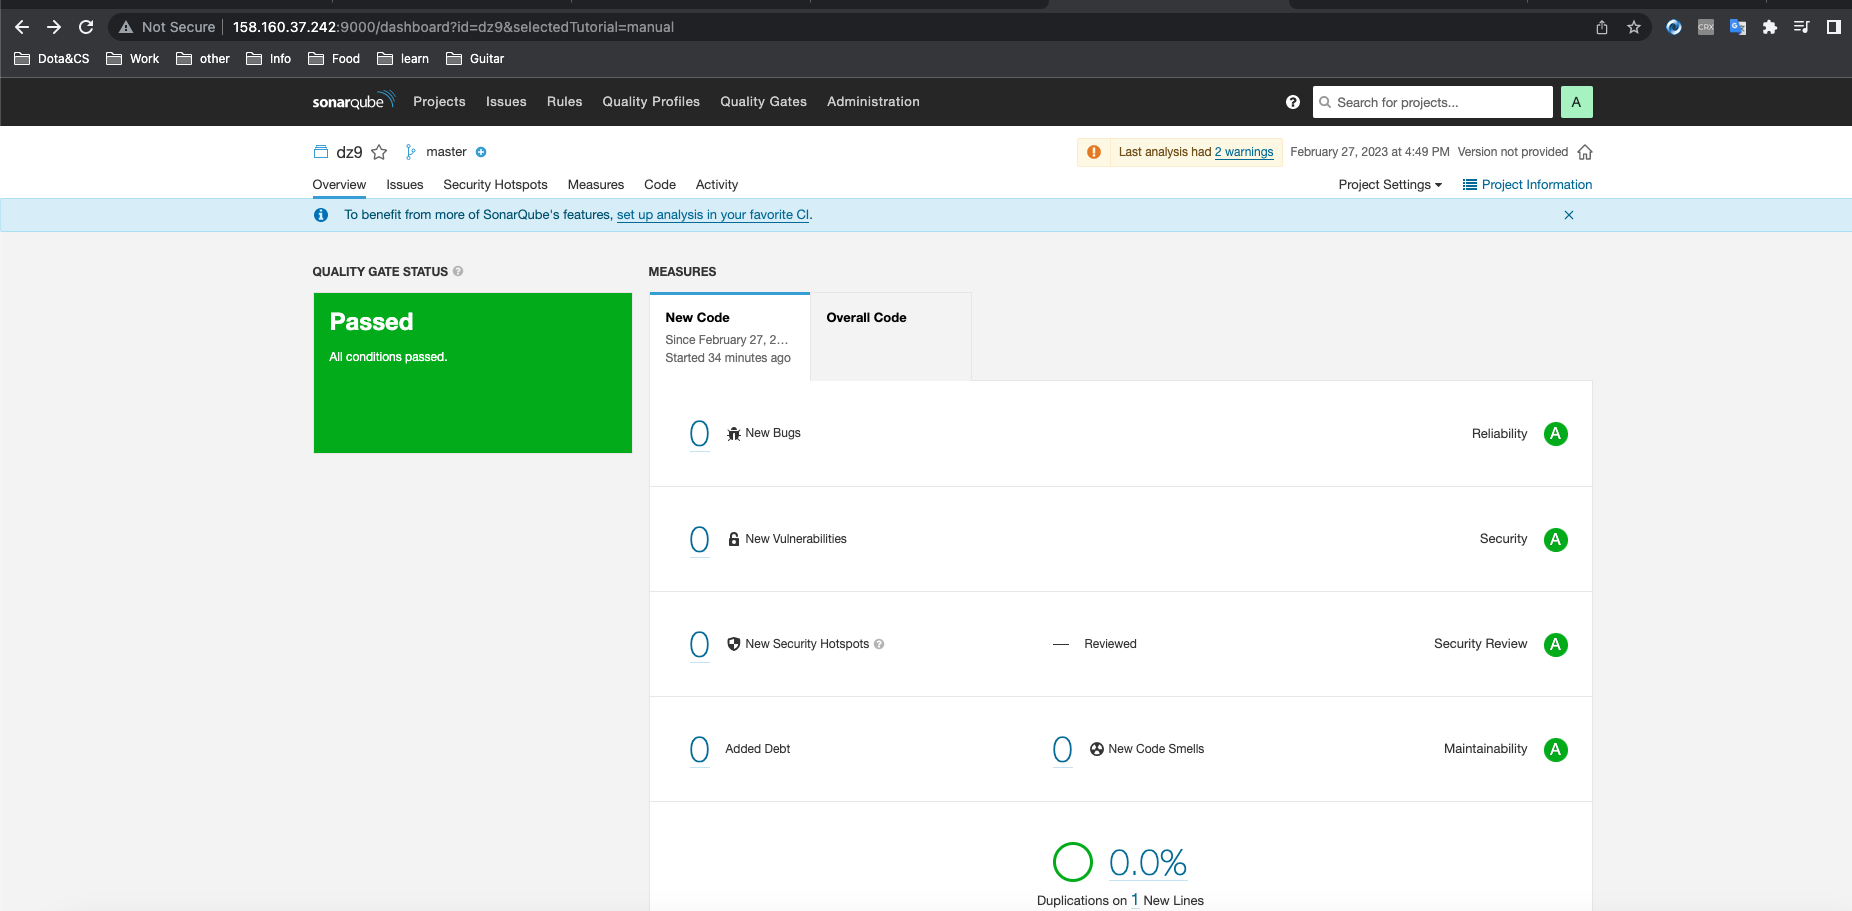 Not Secure 158.160.37.242:9000/dashboard?id=dz9&selectedTutorial=manual
CRX
G
Dota&CS Work other Info Food learn Guitar
sonarqube Projects Issues Rules Quality Profiles Quality Gates Administration ? Search for projects... A
dz9 master Last analysis had 2 warnings February 27, 2023 at 4:49 PM Version not provided
Overview Issues Security Hotspots Measures Code Activity Project Settings Project Information
To benefit from more of SonarQube's features, set up analysis in your favorite CI.
QUALITY GATE STATUS ? MEASURES
Passed
All conditions passed.
New Code Overall Code
Since February 27, 2...
Started 34 minutes ago
0 New Bugs Reliability A
0 New Vulnerabilities Security A
0 New Security Hotspots ? — Reviewed Security Review A
0 Added Debt 0 New Code Smells Maintainability A
0.0%
Duplications on 1 New Lines